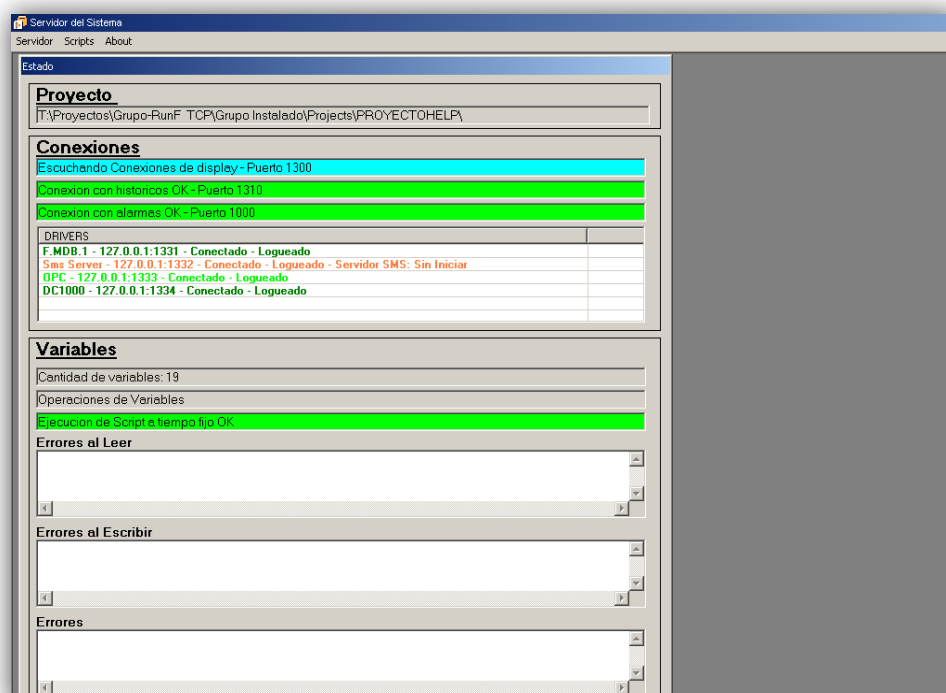 Servidor del Sistema
Servidor Scripts About
Estado
Proyecto
T:\Proyectos\Grupo-RunF TCP\Grupo Instalado\Projects\PROYECTOHELP\
Conexiones
Escuchando Conexiones de display - Puerto 1300
Conexion con historicos OK - Puerto 1310
Conexion con alarmas OK - Puerto 1000
DRIVERS
F.MDB.1 - 127.0.0.1:1331 - Conectado - Logueado
Sms Server - 127.0.0.1:1332 - Conectado - Logueado - Servidor SMS: Sin Iniciar
OPC - 127.0.0.1:1333 - Conectado - Logueado
DC1000 - 127.0.0.1:1334 - Conectado - Logueado
Variables
Cantidad de variables: 19
Operaciones de Variables
Ejecucion de Script a tiempo fijo OK
Errores al Leer
Errores al Escribir
Errores